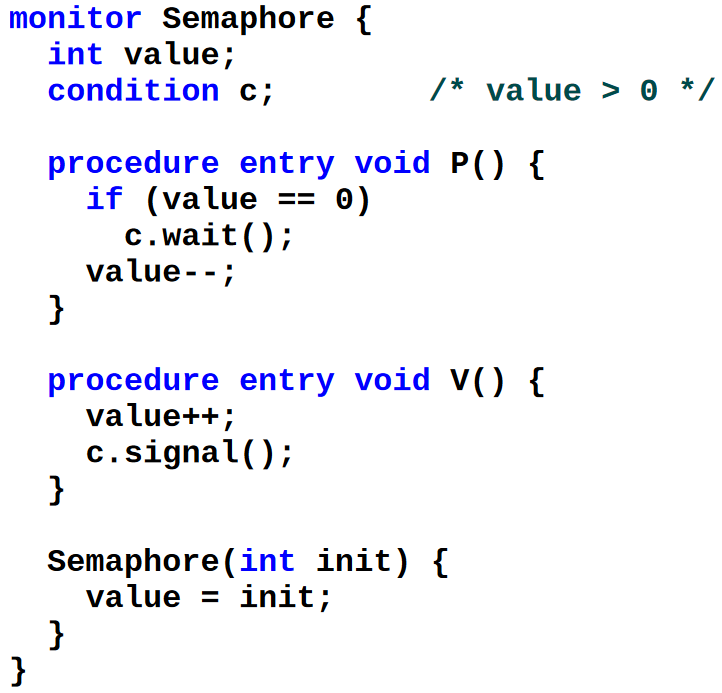 monitor Semaphore {
  int value;
  condition c;        /* value > 0 */

  procedure entry void P() {
    if (value == 0)
      c.wait();
    value--;
  }

  procedure entry void V() {
    value++;
    c.signal();
  }

  Semaphore(int init) {
    value = init;
  }
}